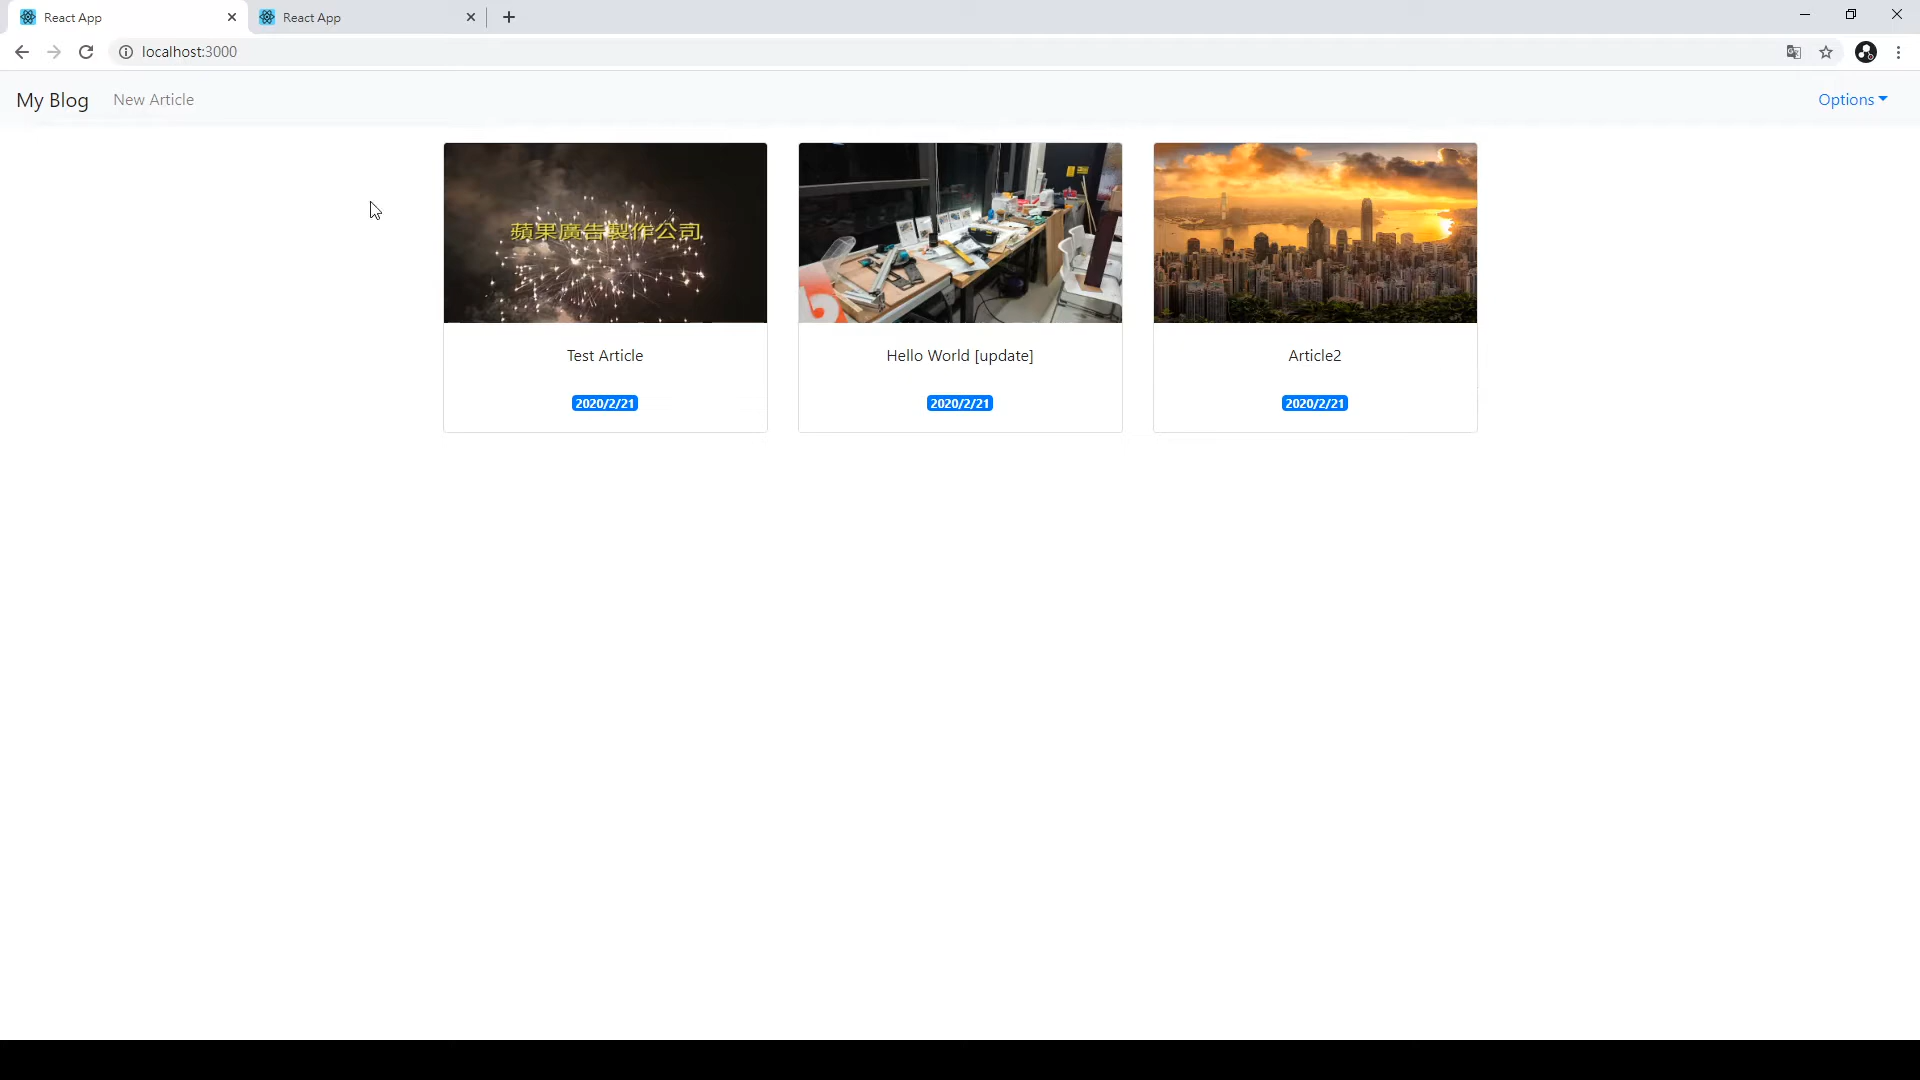 React App
React App
localhost:3000
My Blog
New Article
Options
蘋果廣告製作公司
Test Article
2020/2/21
Hello World [update]
2020/2/21
Article2
2020/2/21